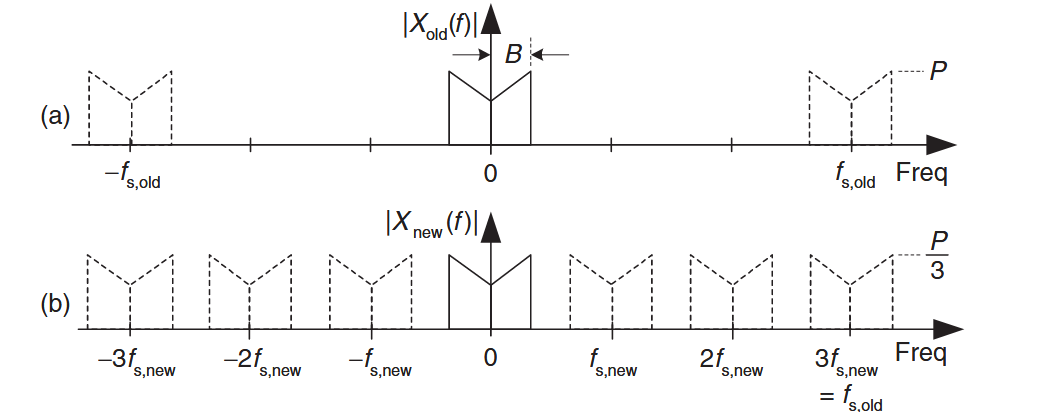 |X_old(f)|
B
P
(a)
–f_s,old
0
f_s,old
Freq
|X_new(f)|
P
3
(b)
–3f_s,new
–2f_s,new
–f_s,new
0
f_s,new
2f_s,new
3f_s,new
Freq
= f_s,old